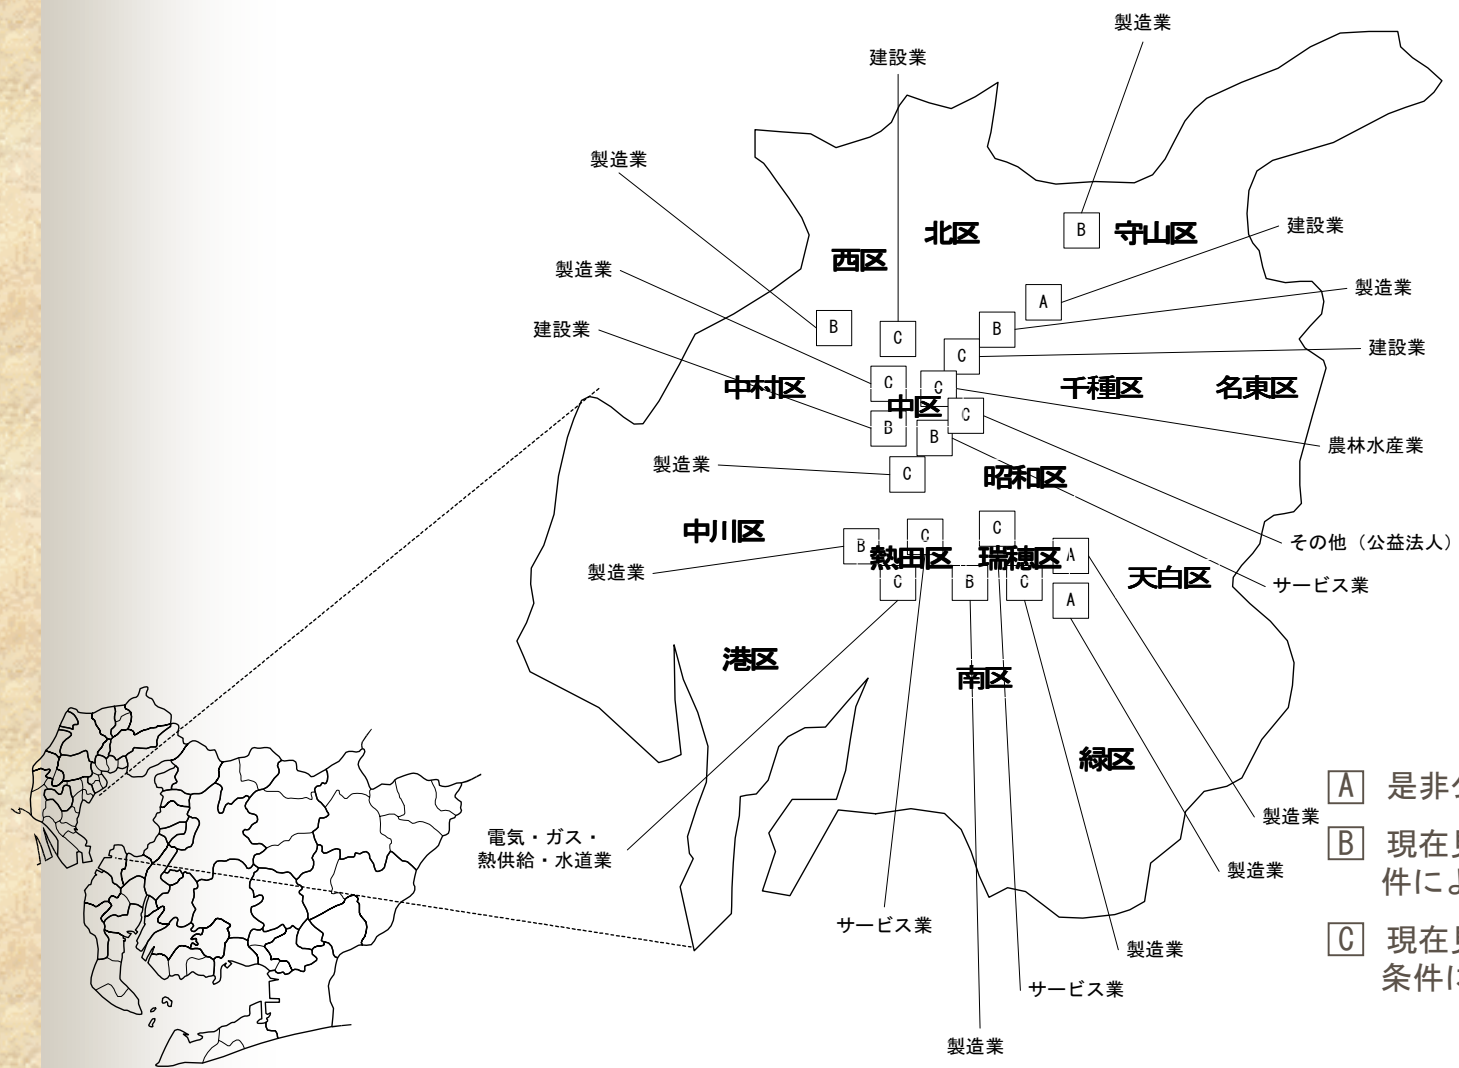 製造業
建設業
製造業
B
北区
守山区
建設業
西区
製造業
A
製造業
建設業
B
C
B
C
建設業
中村区
C
C
中区
千種区
名東区
C
B
B
農林水産業
製造業
C
昭和区
中川区
C
C
その他（公益法人）
B
熱田区
瑞穂区
A
製造業
C
B
C
天白区
サービス業
A
港区
南区
緑区
A 是非
製造業
電気・ガス・
熱供給・水道業
B 現在
件によ
製造業
サービス業
C 現在
製造業
条件に
サービス業
製造業